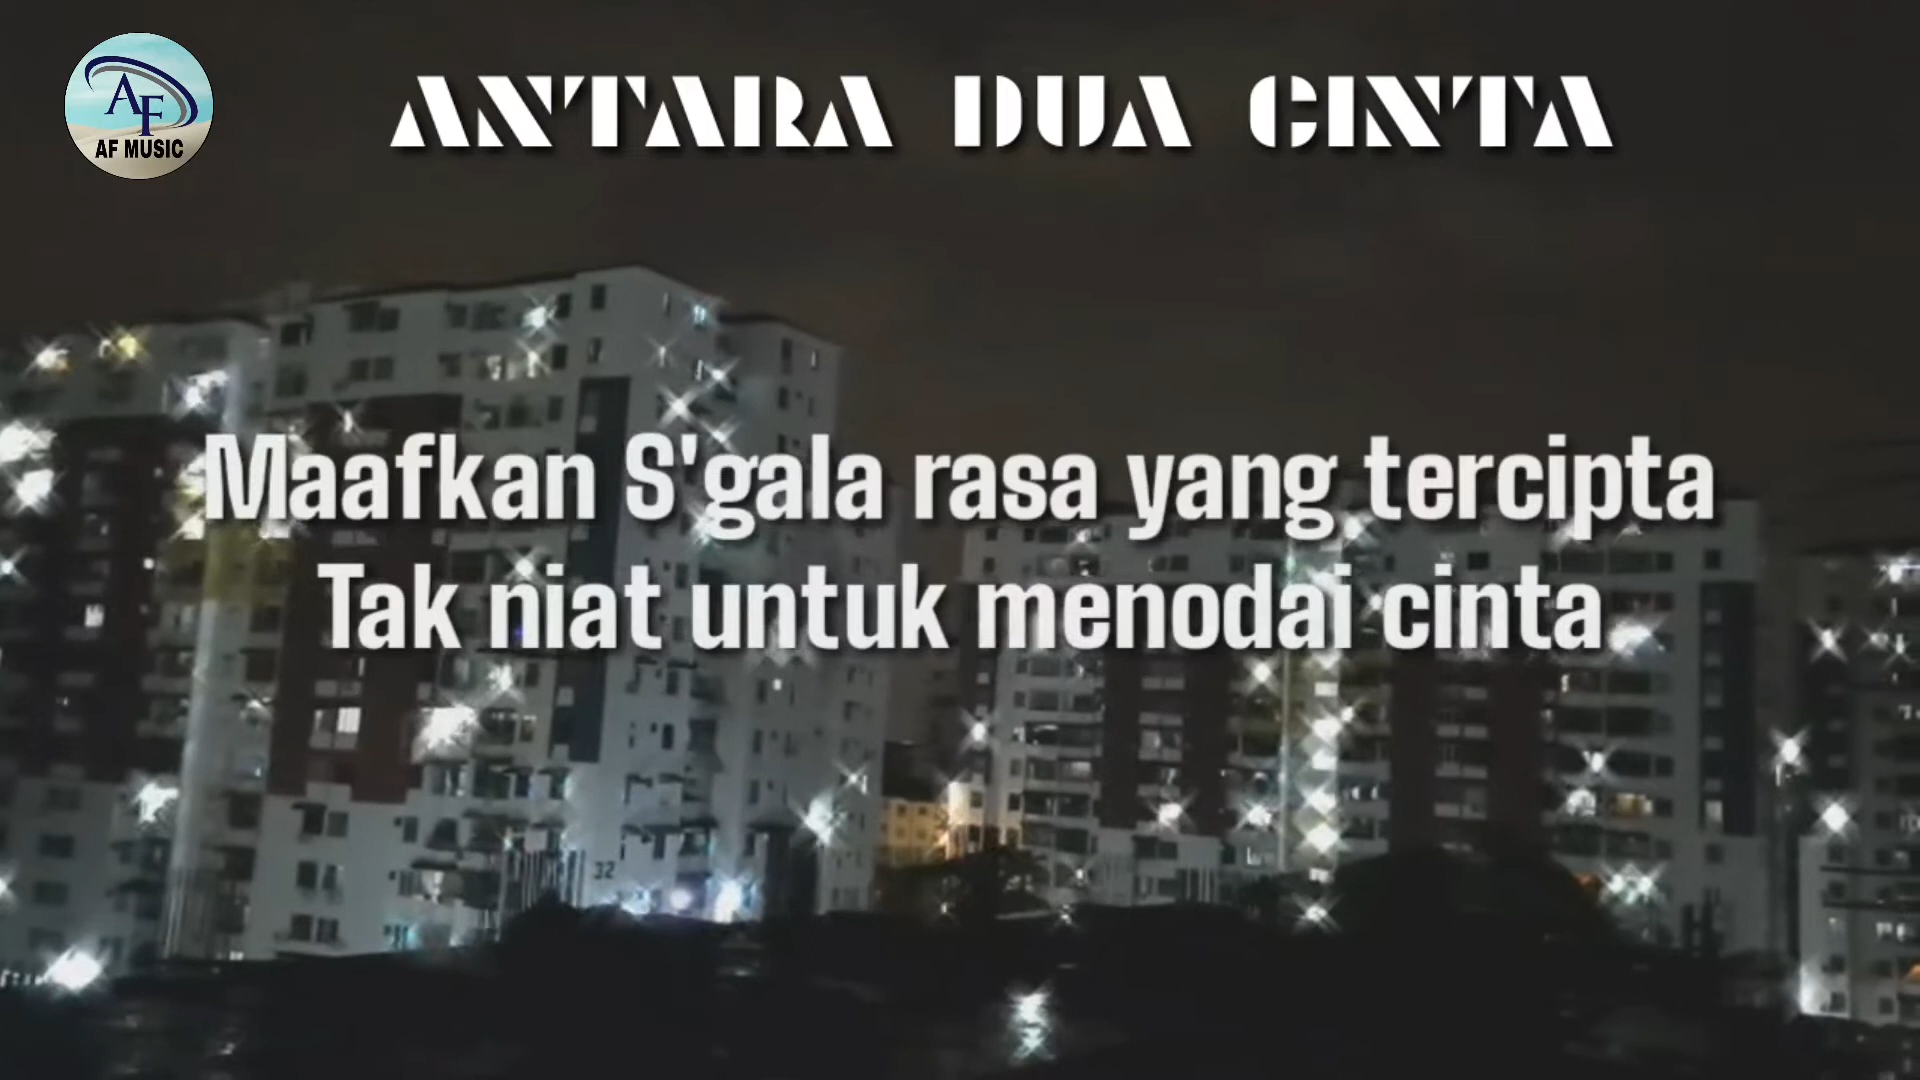 AF
AF MUSIC
ANTARA DUA CINTA
Maafkan S'gala rasa yang tercipta
Tak niat untuk menodai cinta
32